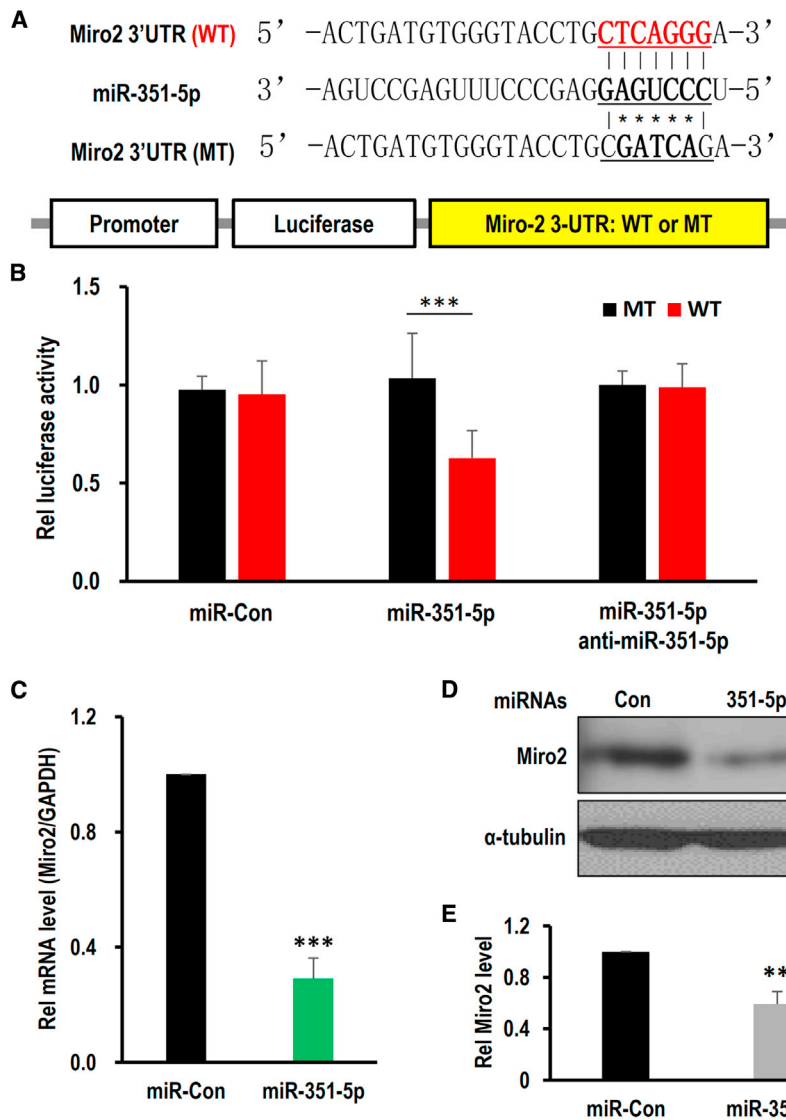 A
Miro2 3'UTR (WT) 5' -ACTGATGTGGGTACCTGCTCAGGGA-3'
miR-351-5p 3' -AGUCCGAGUUUCCCGAGGAGUCCCU-5'
* * * * *
Miro2 3'UTR (MT) 5' -ACTGATGTGGGTACCTGCGATCAGA-3'
Promoter Luciferase Miro-2 3-UTR: WT or MT
B
Rel luciferase activity
1.5
1.0
0.5
0.0
***
MT WT
miR-Con miR-351-5p miR-351-5p
anti-miR-351-5p
C
Rel mRNA level (Miro2/GAPDH)
1.2
0.8
0.4
0.0
***
miR-Con miR-351-5p
D
miRNAs Con 351-5p
Miro2
α-tubulin
E
Rel Miro2 level
1.2
0.8
0.4
0
**
miR-Con miR-35